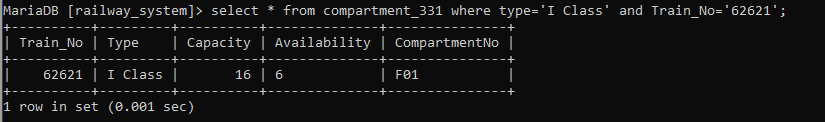 MariaDB [railway_system]> select * from compartment_331 where type='I Class' and Train_No='62621';
+----------+---------+----------+--------------+---------------+
| Train_No | Type    | Capacity | Availability | CompartmentNo |
+----------+---------+----------+--------------+---------------+
|    62621 | I Class |       16 | 6            | F01           |
+----------+---------+----------+--------------+---------------+
1 row in set (0.001 sec)